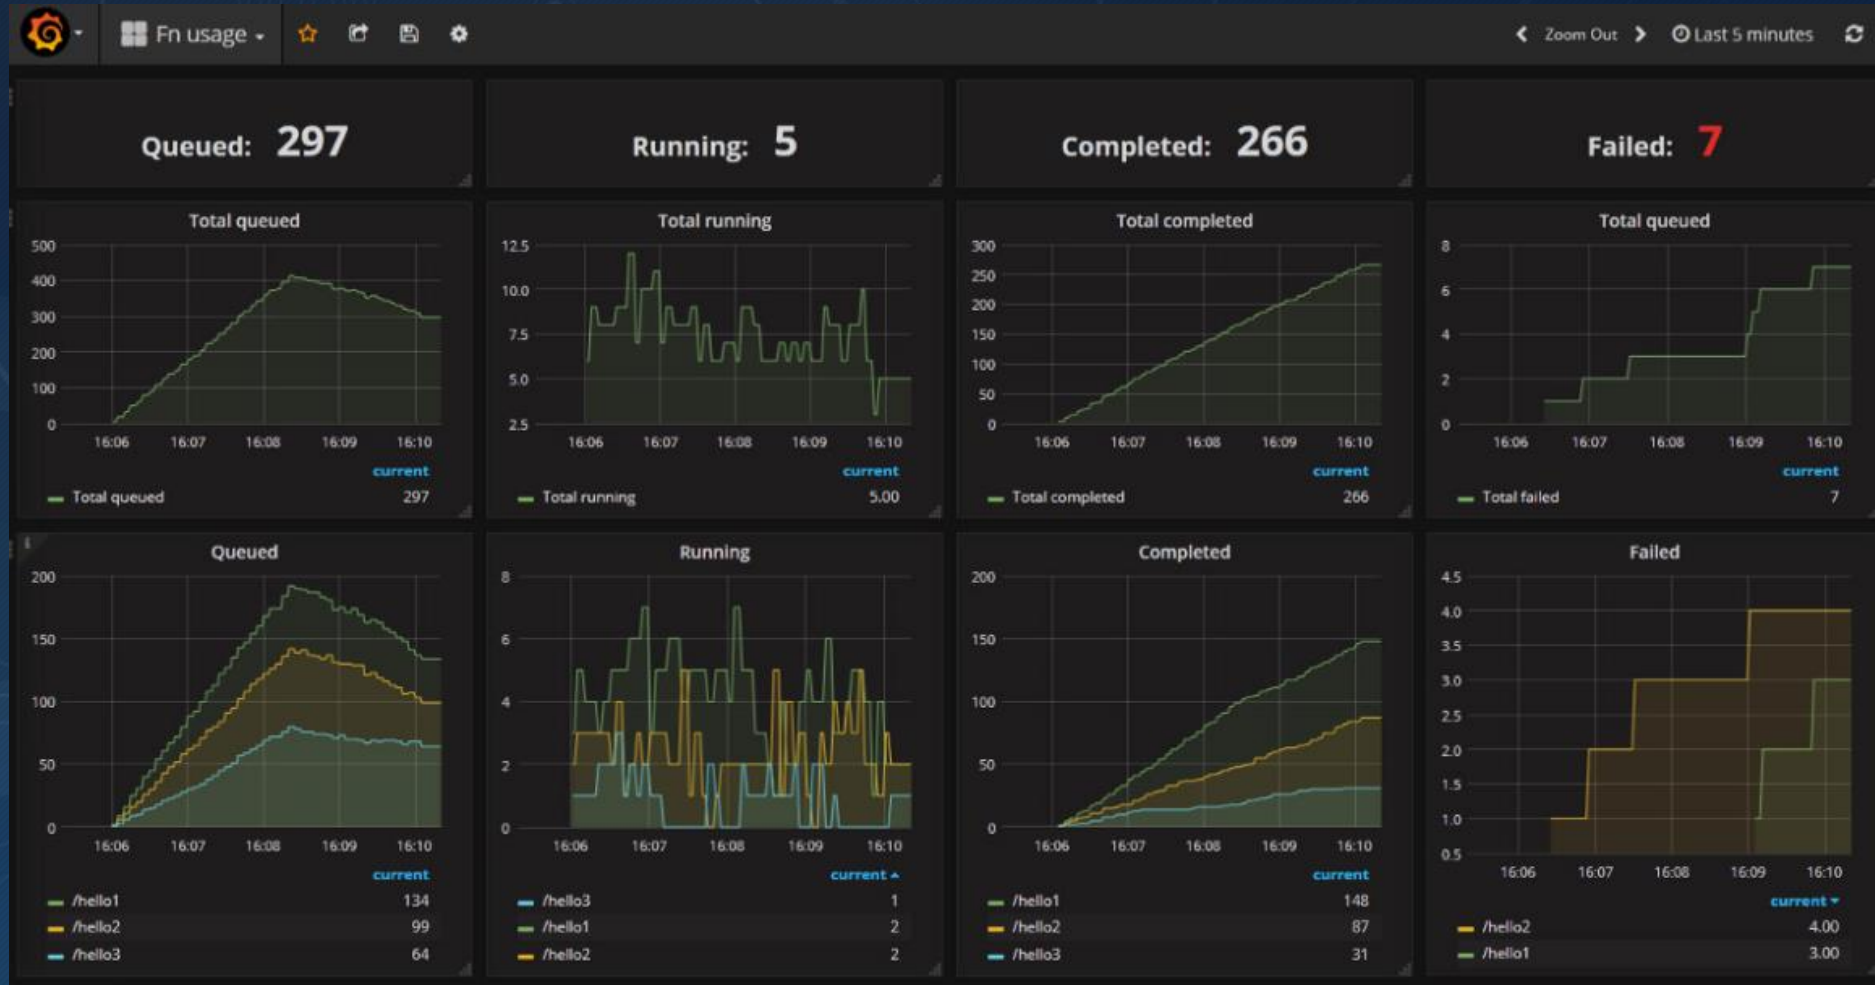 Fn usage
Zoom Out
Last 5 minutes
Queued: 297
Running: 5
Completed: 266
Failed: 7
Total queued
500
400
300
200
100
0
16:06 16:07 16:08 16:09 16:10
current
Total queued 297
Total running
12.5
10.0
7.5
5.0
2.5
16:06 16:07 16:08 16:09 16:10
current
Total running 5.00
Total completed
300
250
200
150
100
50
0
16:06 16:07 16:08 16:09 16:10
current
Total completed 266
Total queued
8
6
4
2
0
16:06 16:07 16:08 16:09 16:10
current
Total failed 7
Queued
200
150
100
50
0
16:06 16:07 16:08 16:09 16:10
current
/hello1 134
/hello2 99
/hello3 64
Running
8
6
4
2
0
16:06 16:07 16:08 16:09 16:10
current
/hello3 1
/hello1 2
/hello2 2
Completed
200
150
100
50
0
16:06 16:07 16:08 16:09 16:10
current
/hello1 148
/hello2 87
/hello3 31
Failed
4.5
4.0
3.5
3.0
2.5
2.0
1.5
1.0
0.5
16:06 16:07 16:08 16:09 16:10
current
/hello2 4.00
/hello1 3.00